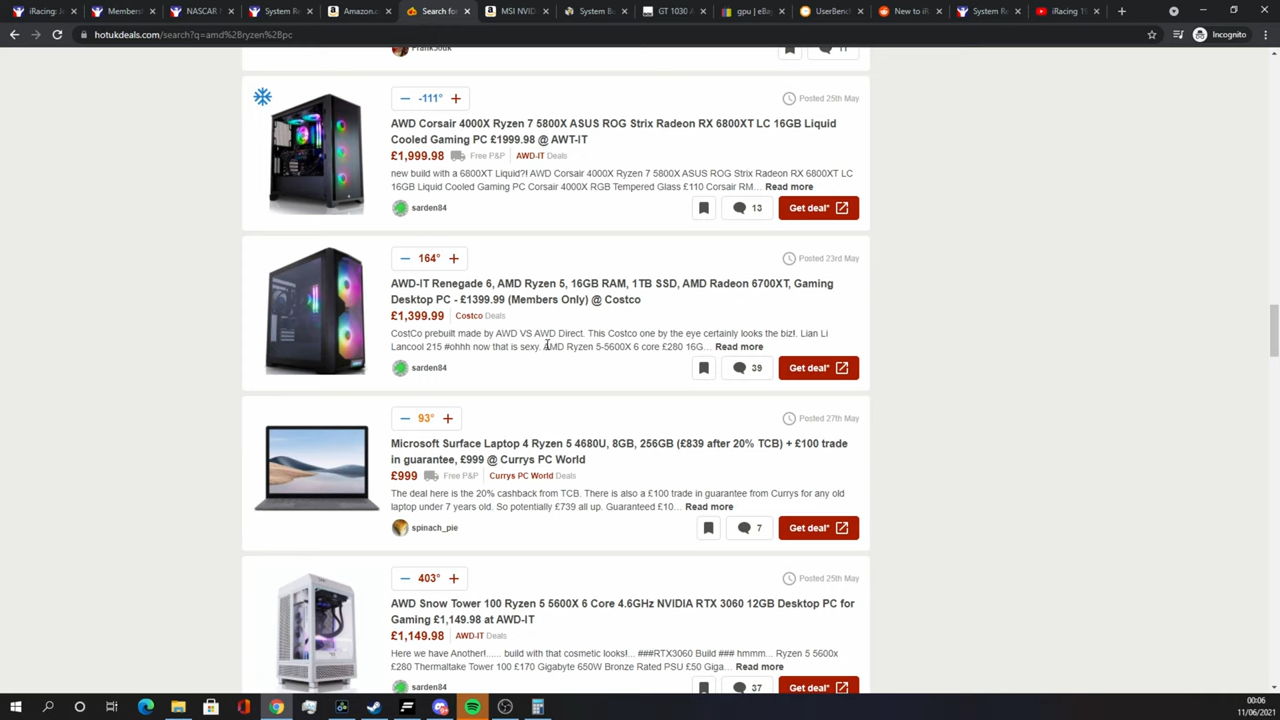 iRacing: Jo
Members
NASCAR
System Re
Amazon.c
Search for
MSI NVID
System Bu
GT 1030 A
gpu | eBay
UserBench
New to iR
System Re
iRacing 19
hotukdeals.com/search?q=amd%2Bryzen%2Bpc
Incognito
11
-111°
Posted 25th May
AWD Corsair 4000X Ryzen 7 5800X ASUS ROG Strix Radeon RX 6800XT LC 16GB Liquid
Cooled Gaming PC £1999.98 @ AWT-IT
£1,999.98 Free P&P AWD-IT Deals
new build with a 6800XT Liquid?! AWD Corsair 4000X Ryzen 7 5800X ASUS ROG Strix Radeon RX 6800XT LC
16GB Liquid Cooled Gaming PC Corsair 4000X RGB Tempered Glass £110 Corsair RM... Read more
sarden84
13
Get deal*
164°
Posted 23rd May
AWD-IT Renegade 6, AMD Ryzen 5, 16GB RAM, 1TB SSD, AMD Radeon 6700XT, Gaming
Desktop PC - £1399.99 (Members Only) @ Costco
£1,399.99 Costco Deals
CostCo prebuilt made by AWD VS AWD Direct. This Costco one by the eye certainly looks the biz!. Lian Li
Lancool 215 #ohhh now that is sexy. AMD Ryzen 5-5600X 6 core £280 16G... Read more
sarden84
39
Get deal*
93°
Posted 27th May
Microsoft Surface Laptop 4 Ryzen 5 4680U, 8GB, 256GB (£839 after 20% TCB) + £100 trade
in guarantee, £999 @ Currys PC World
£999 Free P&P Currys PC World Deals
The deal here is the 20% cashback from TCB. There is also a £100 trade in guarantee from Currys for any old
laptop under 7 years old. So potentially £739 all up. Guaranteed £10... Read more
spinach_pie
7
Get deal*
403°
Posted 25th May
AWD Snow Tower 100 Ryzen 5 5600X 6 Core 4.6GHz NVIDIA RTX 3060 12GB Desktop PC for
Gaming £1,149.98 at AWD-IT
£1,149.98 AWD-IT Deals
Here we have Another!...... build with that cosmetic looks!... ###RTX3060 Build ### hmmm... Ryzen 5 5600x
£280 Thermaltake Tower 100 £170 Gigabyte 650W Bronze Rated PSU £50 Giga... Read more
sarden84
37
Get deal*
00:06
11/06/2021